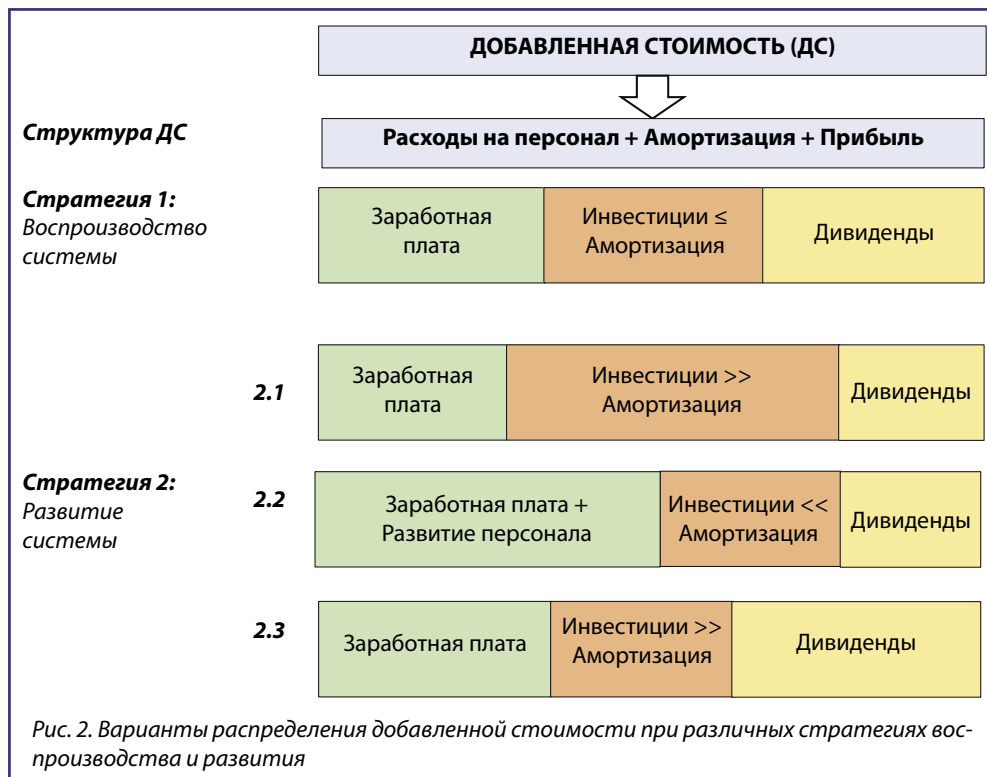 ДОБАВЛЕННАЯ СТОИМОСТЬ (ДС)
Структура ДС
Расходы на персонал + Амортизация + Прибыль
Стратегия 1:
Воспроизводство
системы
Заработная
плата
Инвестиции ≤
Амортизация
Дивиденды
2.1
Заработная
плата
Инвестиции >>
Амортизация
Дивиденды
Стратегия 2:
Развитие
системы
2.2
Заработная плата +
Развитие персонала
Инвестиции <<
Амортизация
Дивиденды
2.3
Заработная плата
Инвестиции >>
Амортизация
Дивиденды
Рис. 2. Варианты распределения добавленной стоимости при различных стратегиях вос-
производства и развития